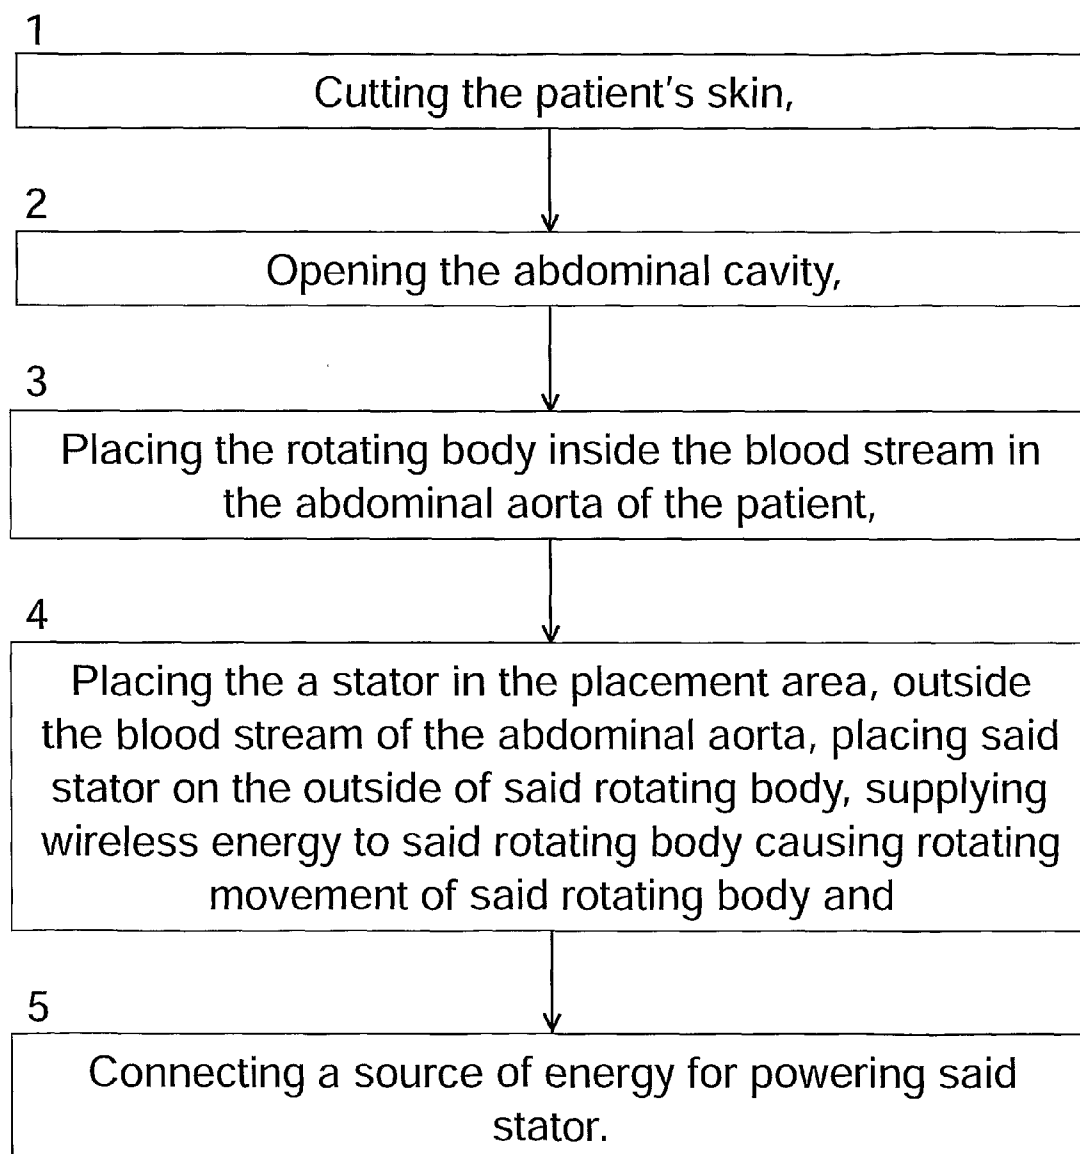 1
Cutting the patient's skin,
2
Opening the abdominal cavity,
3
Placing the rotating body inside the blood stream in
the abdominal aorta of the patient,
4
Placing the a stator in the placement area, outside
the blood stream of the abdominal aorta, placing said
stator on the outside of said rotating body, supplying
wireless energy to said rotating body causing rotating
movement of said rotating body and
5
Connecting a source of energy for powering said
stator.